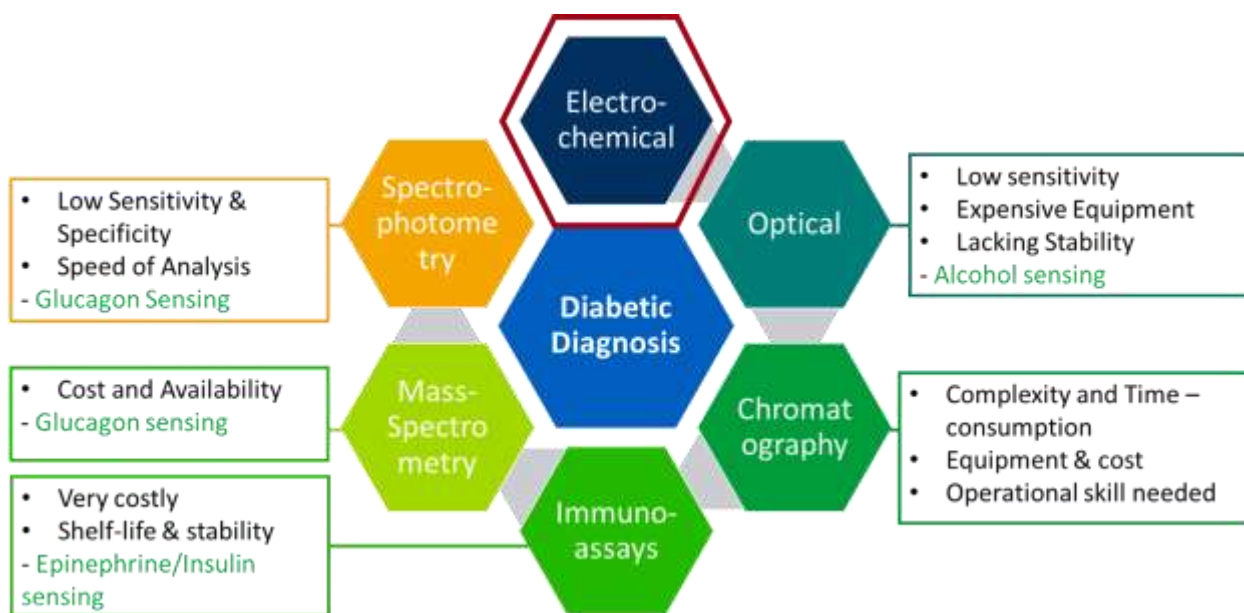 Electro-
chemical
Spectro-
photome
try
Optical
Diabetic
Diagnosis
Mass-
Spectro
metry
Chromat
ography
Immuno-
assays
• Low Sensitivity &
Specificity
• Speed of Analysis
- Glucagon Sensing
• Cost and Availability
- Glucagon sensing
• Very costly
• Shelf-life & stability
- Epinephrine/Insulin
sensing
• Low sensitivity
• Expensive Equipment
• Lacking Stability
- Alcohol sensing
• Complexity and Time –
consumption
• Equipment & cost
• Operational skill needed